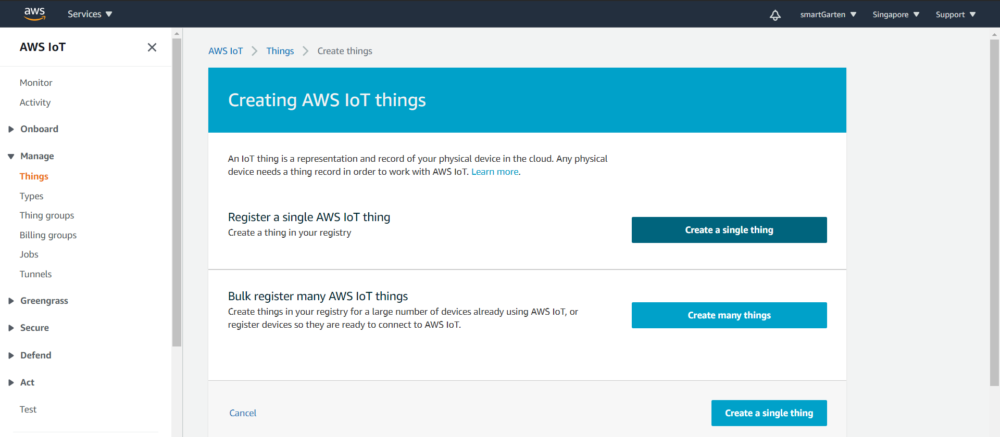 aws
Services
smartGarten
Singapore
Support
AWS IoT
Monitor
Activity
Onboard
Manage
Things
Types
Thing groups
Billing groups
Jobs
Tunnels
Greengrass
Secure
Defend
Act
Test
AWS IoT Things Create things
Creating AWS IoT things
An IoT thing is a representation and record of your physical device in the cloud. Any physical
device needs a thing record in order to work with AWS IoT. Learn more.
Register a single AWS IoT thing
Create a thing in your registry
Create a single thing
Bulk register many AWS IoT things
Create things in your registry for a large number of devices already using AWS IoT, or
register devices so they are ready to connect to AWS IoT.
Create many things
Cancel
Create a single thing